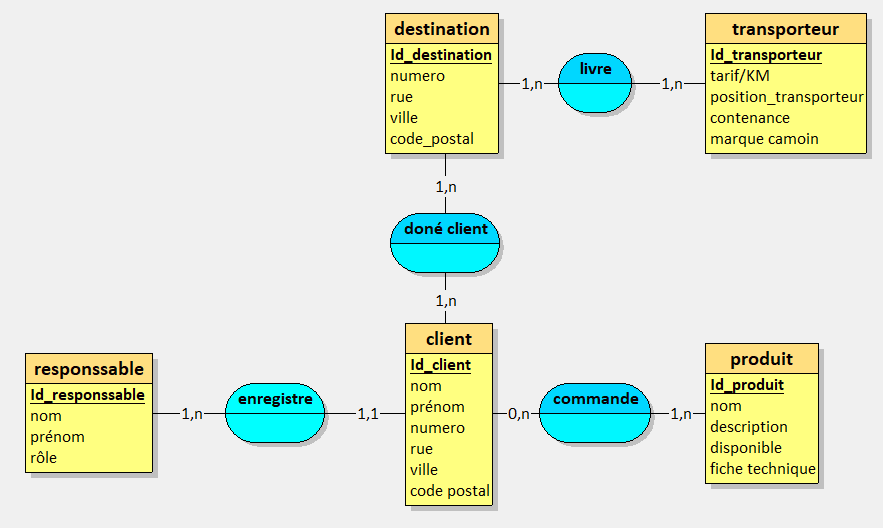 destination
Id_destination
numero
rue
ville
code_postal
1,n
livre
1,n
transporteur
Id_transporteur
tarif/KM
position_transporteur
contenance
marque camoin
1,n
doné client
1,n
responssable
Id_responssable
nom
prénom
rôle
1,n
enregistre
1,1
client
Id_client
nom
prénom
numero
rue
ville
code postal
0,n
commande
1,n
produit
Id_produit
nom
description
disponible
fiche technique